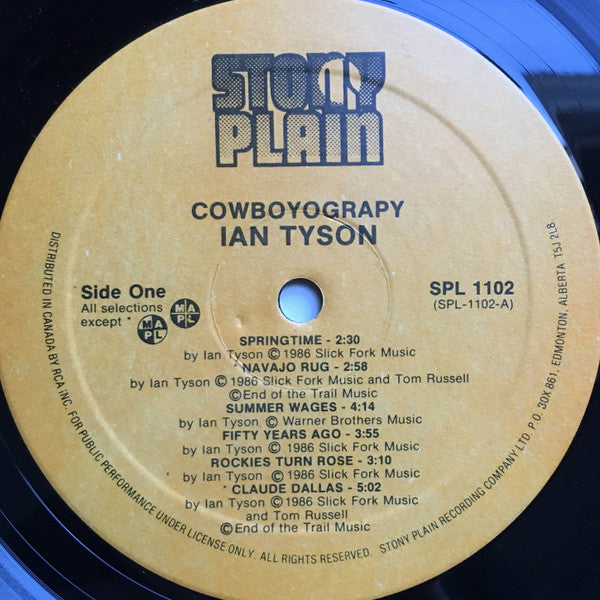 STONY
PLAIN
COWBOYOGRAPY
IAN TYSON
Side One
All selections
except *
MAPL
MAPL
SPL 1102
(SPL-1102-A)
SPRINGTIME - 2:30
by Ian Tyson © 1986 Slick Fork Music
NAVAJO RUG - 2:58
by Ian Tyson © 1986 Slick Fork Music and Tom Russell
© End of the Trail Music
SUMMER WAGES - 4:14
by Ian Tyson © Warner Brothers Music
FIFTY YEARS AGO - 3:55
by Ian Tyson © 1986 Slick Fork Music
ROCKIES TURN ROSE - 3:10
* by Ian Tyson © 1986 Slick Fork Music
* CLAUDE DALLAS - 5:02
by Ian Tyson © 1986 Slick Fork Music
and Tom Russell
© End of the Trail Music
DISTRIBUTED IN CANADA BY RCA INC. FOR PUBLIC PERFORMANCE UNDER LICENSE ONLY. ALL RIGHTS RESERVED. STONY PLAIN RECORDING COMPANY LTD. P.O. BOX 861, EDMONTON, ALBERTA T5J 2L8